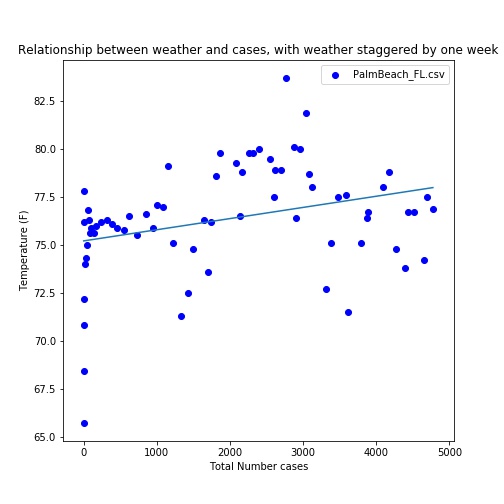 Relationship between weather and cases, with weather staggered by one week
PalmBeach_FL.csv
82.5
80.0
77.5
75.0
72.5
70.0
67.5
65.0
Temperature (F)
0 1000 2000 3000 4000 5000
Total Number cases